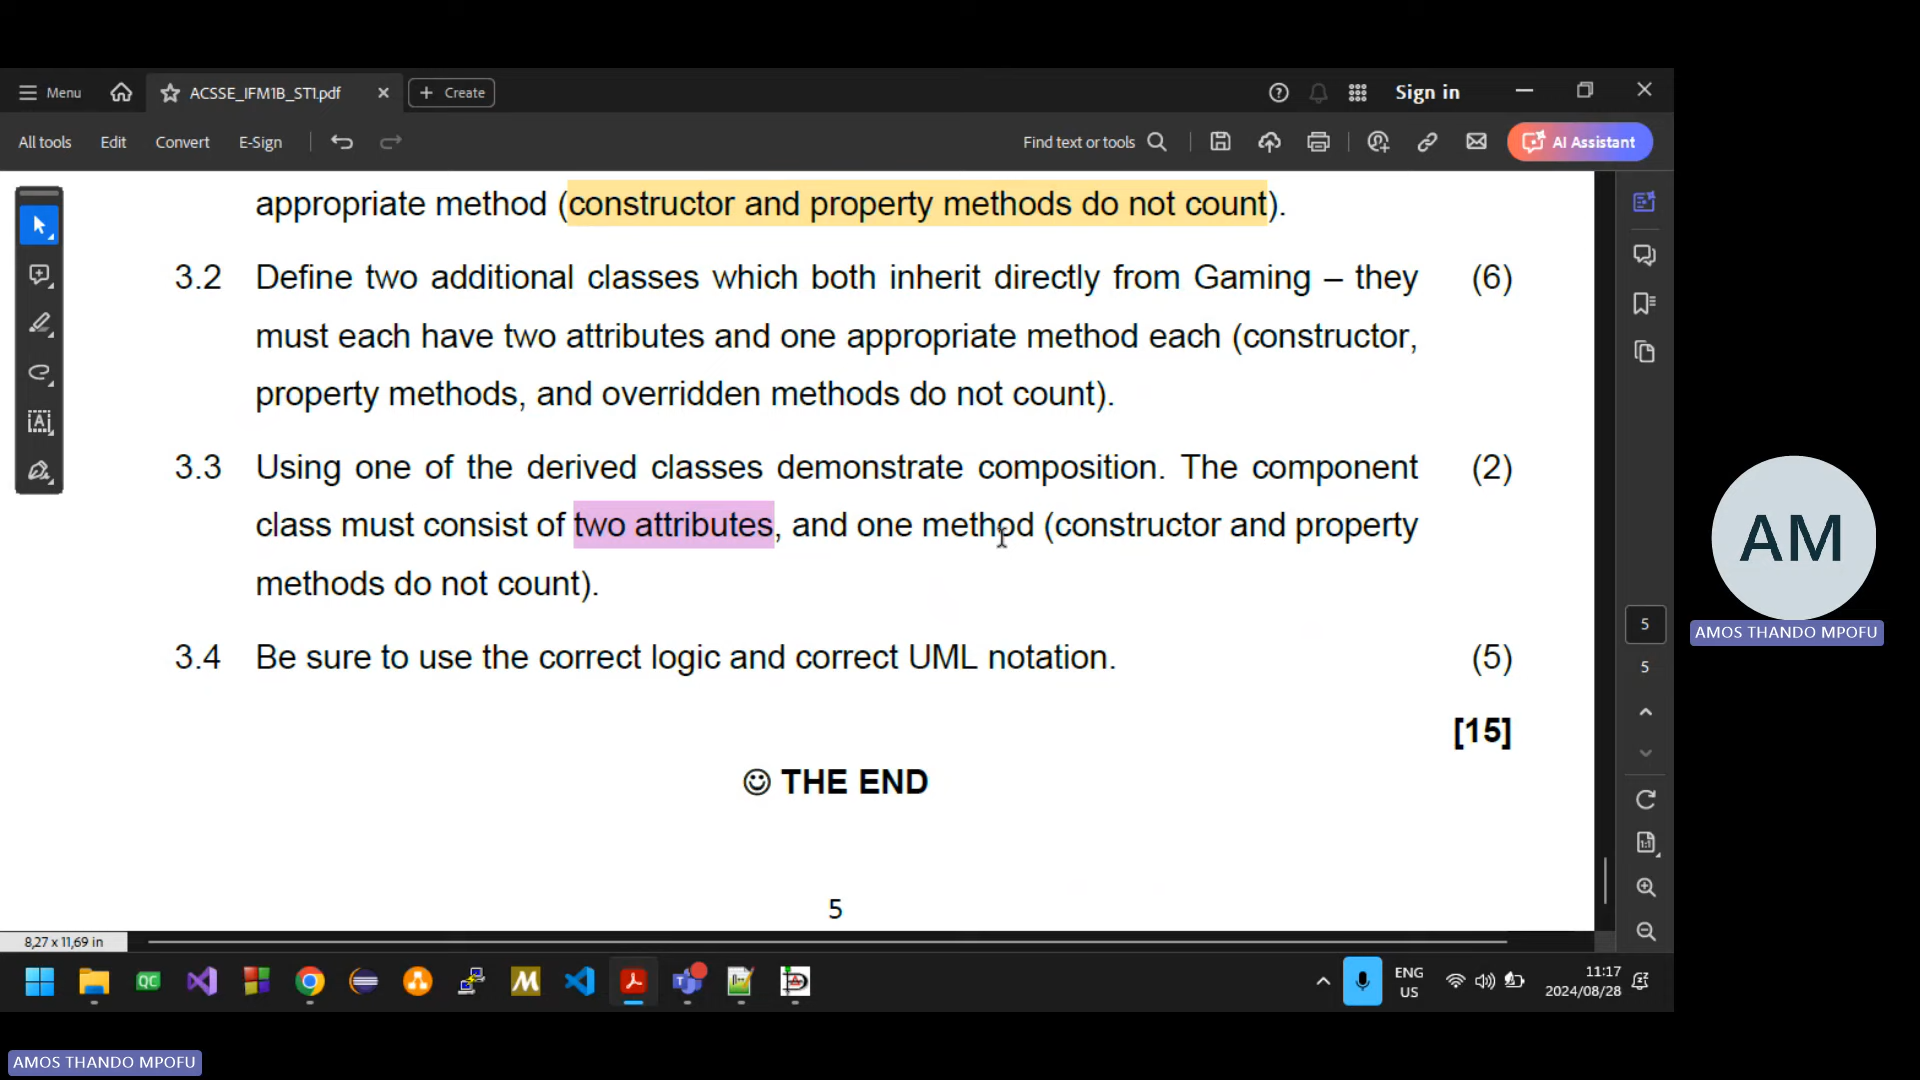 Menu
ACSSE_IFM1B_ST1.pdf
Create
Sign in
All tools
Edit
Convert
E-Sign
Find text or tools
AI Assistant
appropriate method (constructor and property methods do not count).
3.2 Define two additional classes which both inherit directly from Gaming – they (6)
must each have two attributes and one appropriate method each (constructor,
property methods, and overridden methods do not count).
3.3 Using one of the derived classes demonstrate composition. The component (2)
class must consist of two attributes, and one method (constructor and property
methods do not count).
3.4 Be sure to use the correct logic and correct UML notation. (5)
[15]
☺ THE END
5
5
5
8,27 x 11,69 in
AM
AMOS THANDO MPOFU
QC
M
ENG
US
11:17
2024/08/28
AMOS THANDO MPOFU